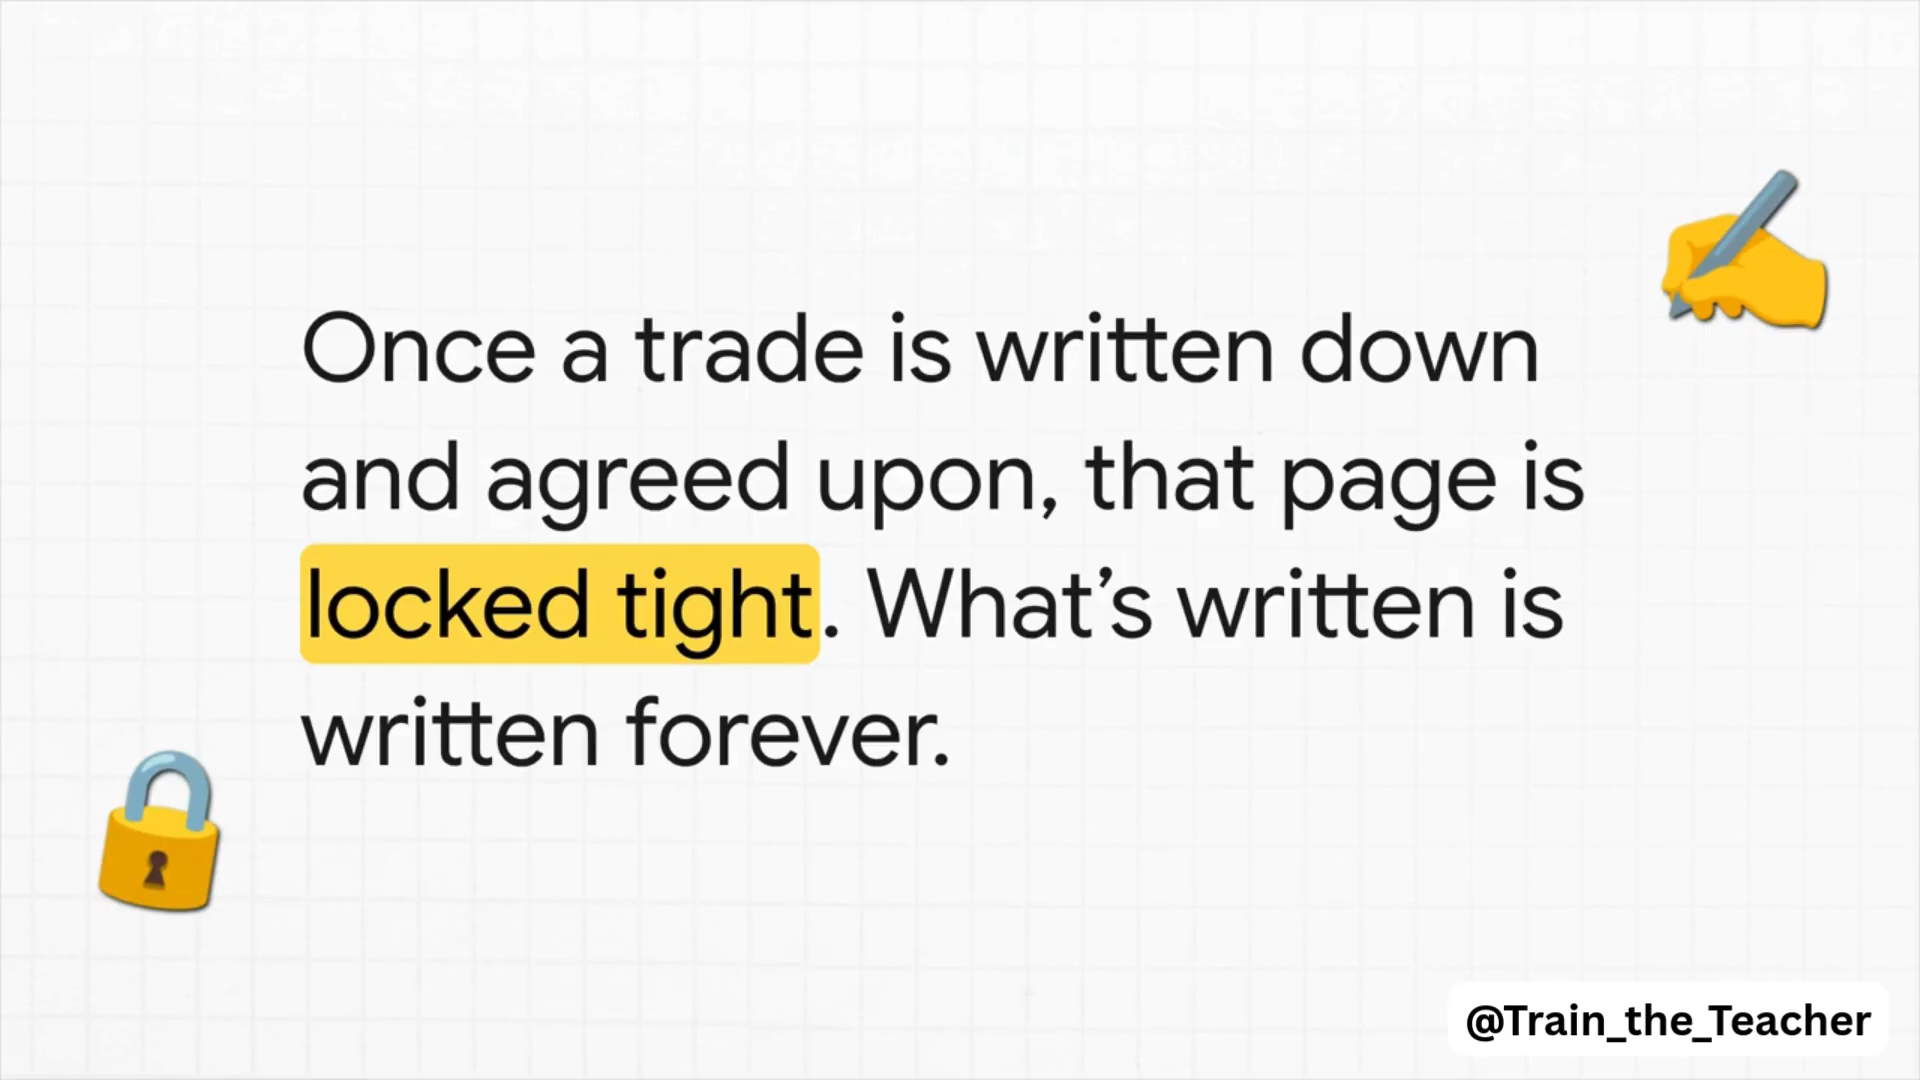 Once a trade is written down
and agreed upon, that page is
locked tight. What’s written is
written forever.
@Train_the_Teacher